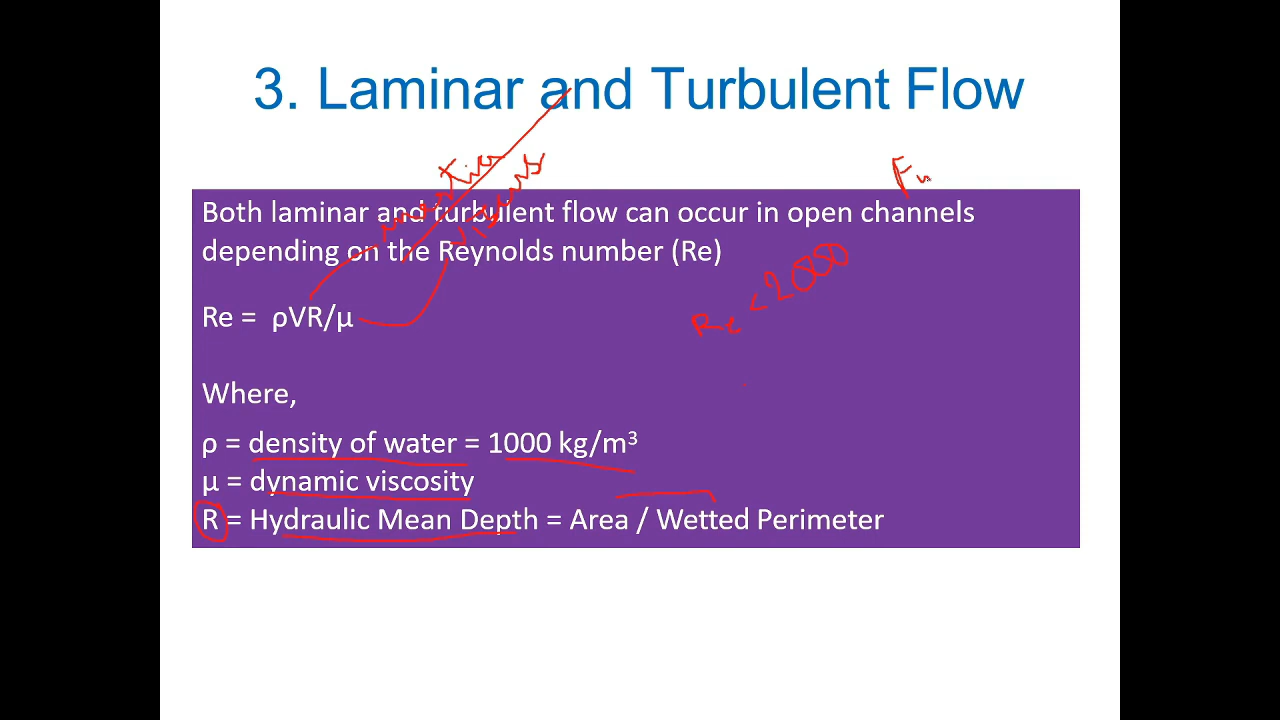 3. Laminar and Turbulent Flow
inertia
viscous
Both laminar and turbulent flow can occur in open channels
depending on the Reynolds number (Re)
Re = ρVR/μ
Re < 2000
Where,
ρ = density of water = 1000 kg/m³
μ = dynamic viscosity
R = Hydraulic Mean Depth = Area / Wetted Perimeter